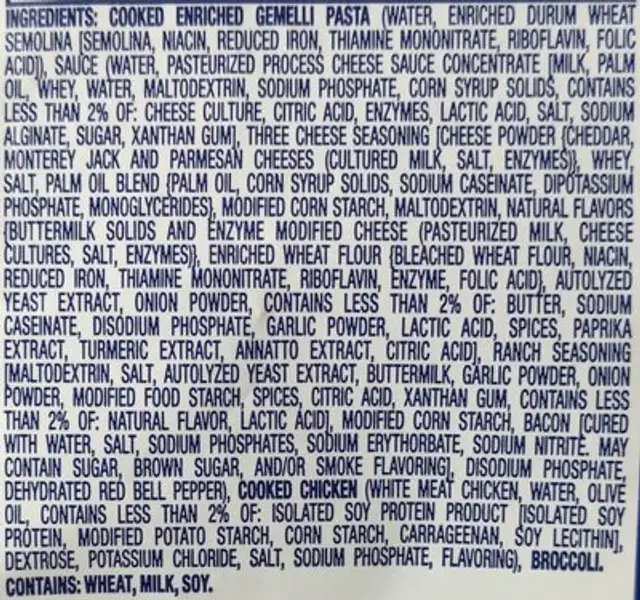 INGREDIENTS: COOKED ENRICHED GEMELLI PASTA (WATER, ENRICHED DURUM WHEAT
SEMOLINA [SEMOLINA, NIACIN, REDUCED IRON, THIAMINE MONONITRATE, RIBOFLAVIN, FOLIC
ACID]), SAUCE (WATER, PASTEURIZED PROCESS CHEESE SAUCE CONCENTRATE [MILK, PALM
OIL, WHEY, WATER, MALTODEXTRIN, SODIUM PHOSPHATE, CORN SYRUP SOLIDS, CONTAINS
LESS THAN 2% OF: CHEESE CULTURE, CITRIC ACID, ENZYMES, LACTIC ACID, SALT, SODIUM
ALGINATE, SUGAR, XANTHAN GUM], THREE CHEESE SEASONING [CHEESE POWDER {CHEDDAR,
MONTEREY JACK AND PARMESAN CHEESES (CULTURED MILK, SALT, ENZYMES)}, WHEY,
SALT, PALM OIL BLEND {PALM OIL, CORN SYRUP SOLIDS, SODIUM CASEINATE, DIPOTASSIUM
PHOSPHATE, MONOGLYCERIDES}, MODIFIED CORN STARCH, MALTODEXTRIN, NATURAL FLAVORS
{BUTTERMILK SOLIDS AND ENZYME MODIFIED CHEESE (PASTEURIZED MILK, CHEESE
CULTURES, SALT, ENZYMES)}, ENRICHED WHEAT FLOUR {BLEACHED WHEAT FLOUR, NIACIN,
REDUCED IRON, THIAMINE MONONITRATE, RIBOFLAVIN, ENZYME, FOLIC ACID}, AUTOLYZED
YEAST EXTRACT, ONION POWDER, CONTAINS LESS THAN 2% OF: BUTTER, SODIUM
CASEINATE, DISODIUM PHOSPHATE, GARLIC POWDER, LACTIC ACID, SPICES, PAPRIKA
EXTRACT, TURMERIC EXTRACT, ANNATTO EXTRACT, CITRIC ACID], RANCH SEASONING
[MALTODEXTRIN, SALT, AUTOLYZED YEAST EXTRACT, BUTTERMILK, GARLIC POWDER, ONION
POWDER, MODIFIED FOOD STARCH, SPICES, CITRIC ACID, XANTHAN GUM, CONTAINS LESS
THAN 2% OF: NATURAL FLAVOR, LACTIC ACID], MODIFIED CORN STARCH, BACON [CURED
WITH WATER, SALT, SODIUM PHOSPHATES, SODIUM ERYTHORBATE, SODIUM NITRITE. MAY
CONTAIN SUGAR, BROWN SUGAR, AND/OR SMOKE FLAVORING], DISODIUM PHOSPHATE,
DEHYDRATED RED BELL PEPPER), COOKED CHICKEN (WHITE MEAT CHICKEN, WATER, OLIVE
OIL, CONTAINS LESS THAN 2% OF: ISOLATED SOY PROTEIN PRODUCT [ISOLATED SOY
PROTEIN, MODIFIED POTATO STARCH, CORN STARCH, CARRAGEENAN, SOY LECITHIN],
DEXTROSE, POTASSIUM CHLORIDE, SALT, SODIUM PHOSPHATE, FLAVORING), BROCCOLI.
CONTAINS: WHEAT, MILK, SOY.